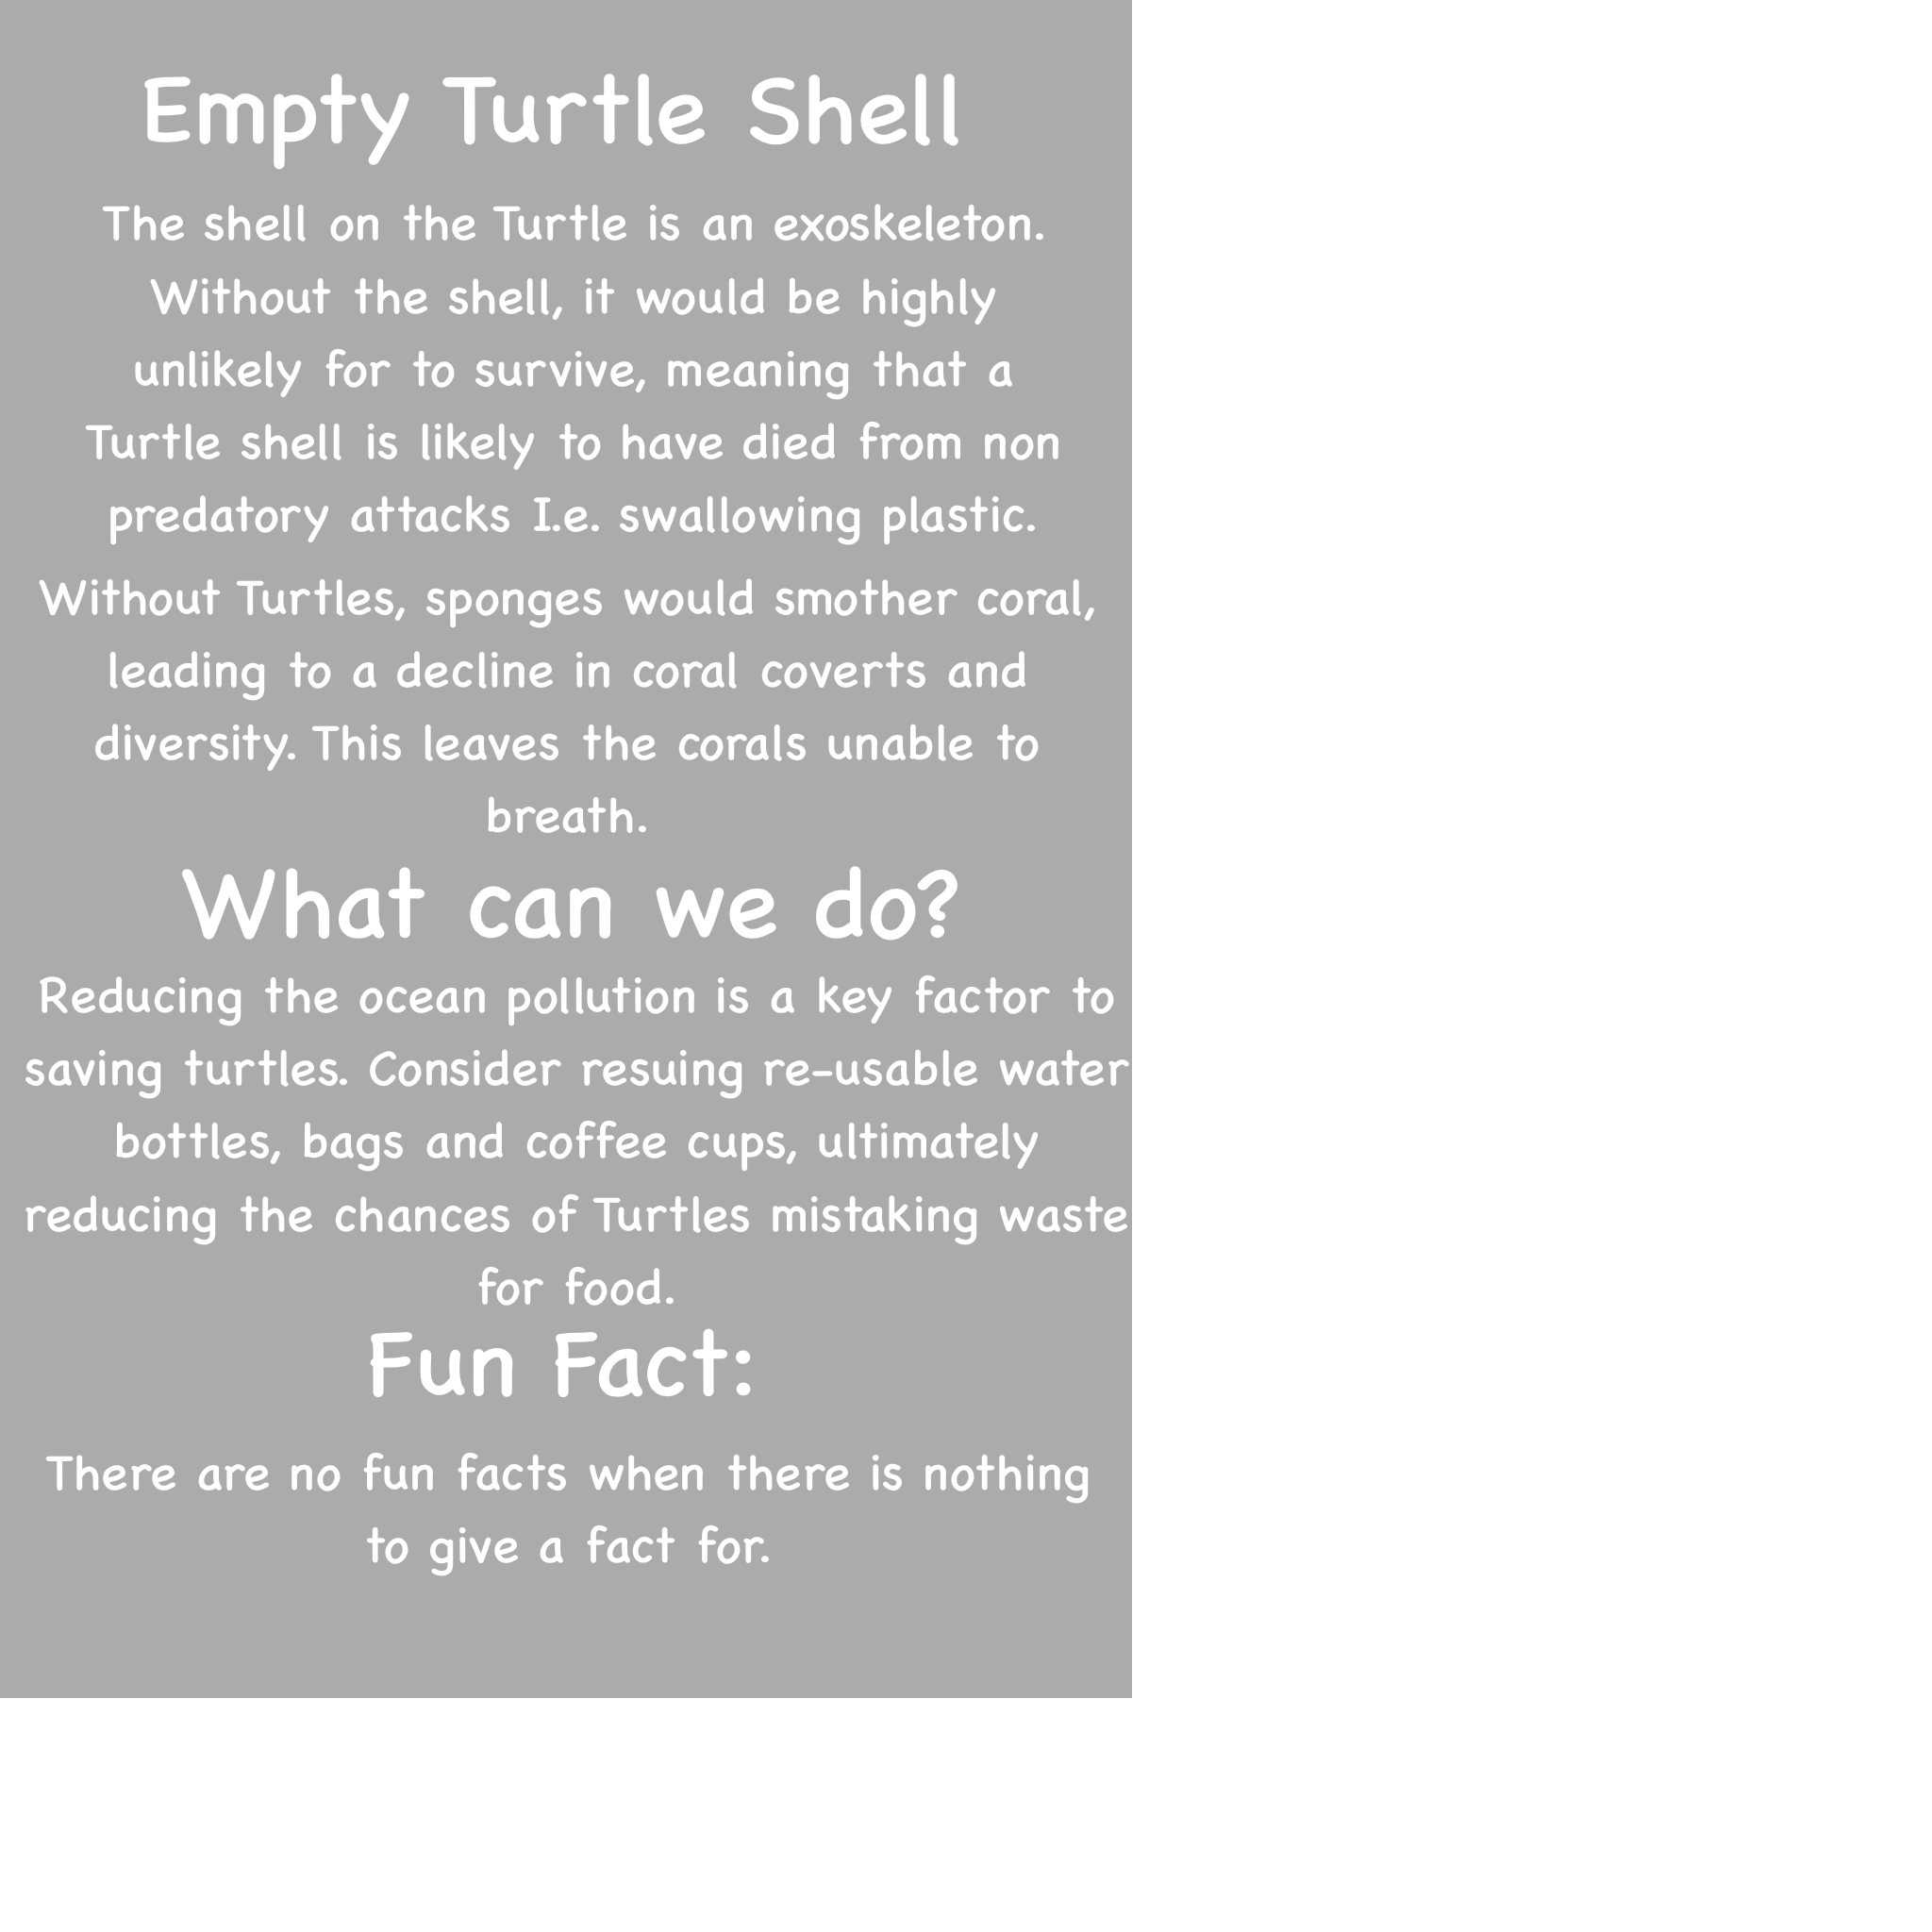 Empty Turtle Shell
The shell on the Turtle is an exoskeleton.
Without the shell, it would be highly
unlikely for to survive, meaning that a
Turtle shell is likely to have died from non
predatory attacks I.e. swallowing plastic.
Without Turtles, sponges would smother coral,
leading to a decline in coral coverts and
diversity. This leaves the corals unable to
breath.
What can we do?
Reducing the ocean pollution is a key factor to
saving turtles. Consider resuing re-usable water
bottles, bags and coffee cups, ultimately
reducing the chances of Turtles mistaking waste
for food.
Fun Fact:
There are no fun facts when there is nothing
to give a fact for.